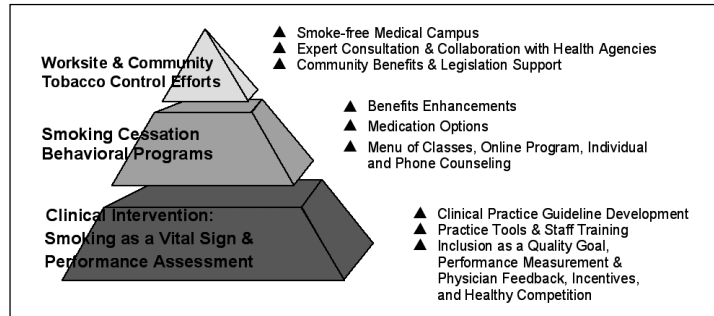 Worksite & Community
Tobacco Control Efforts
▲ Smoke-free Medical Campus
▲ Expert Consultation & Collaboration with Health Agencies
▲ Community Benefits & Legislation Support
Smoking Cessation
Behavioral Programs
▲ Benefits Enhancements
▲ Medication Options
▲ Menu of Classes, Online Program, Individual
and Phone Counseling
Clinical Intervention:
Smoking as a Vital Sign &
Performance Assessment
▲ Clinical Practice Guideline Development
▲ Practice Tools & Staff Training
▲ Inclusion as a Quality Goal,
Performance Measurement &
Physician Feedback, Incentives,
and Healthy Competition